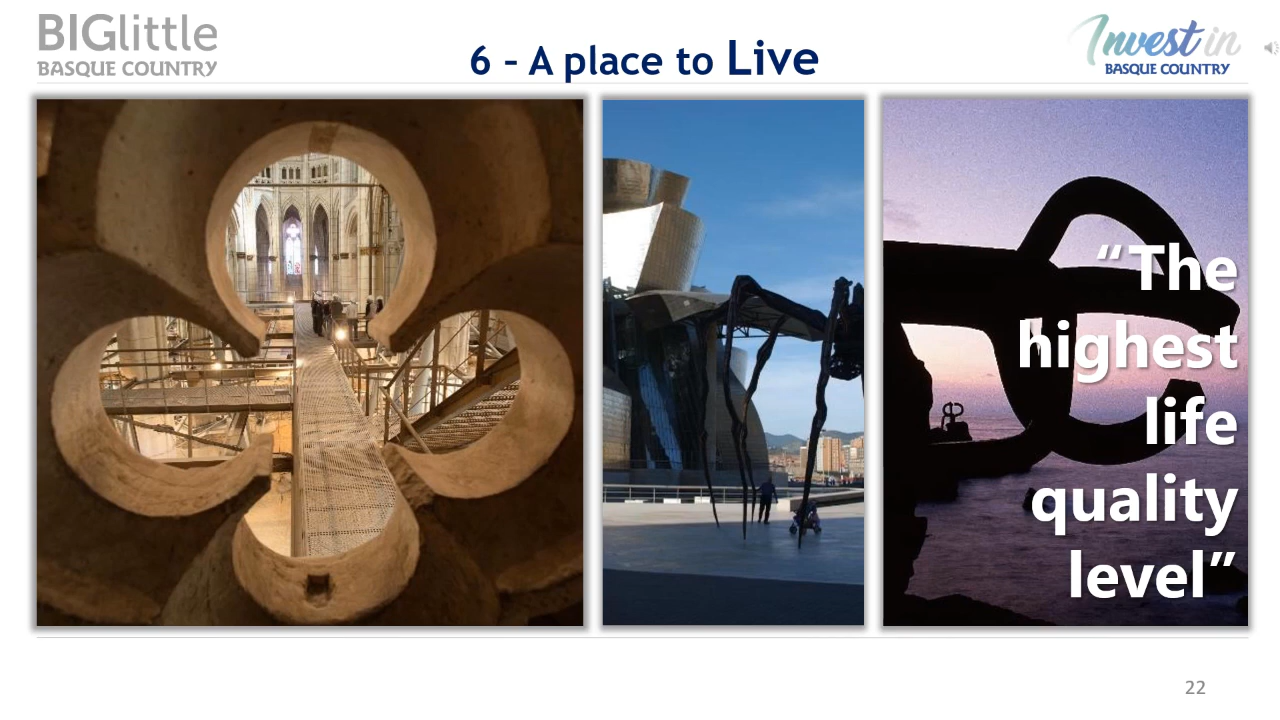 BIGlittle
BASQUE COUNTRY
6 – A place to Live
Invest in
BASQUE COUNTRY
“The
highest
life
quality
level”
22